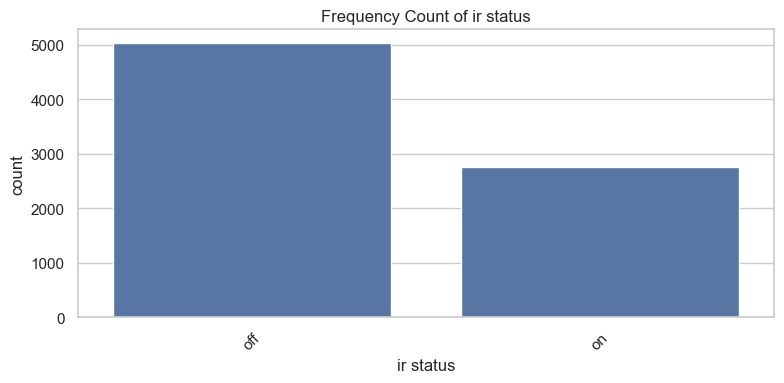 Frequency Count of ir status
5000
4000
3000
2000
1000
0
count
off
on
ir status